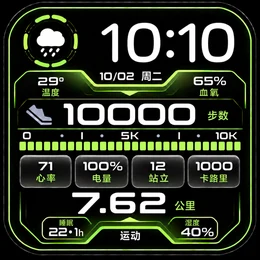 10:10
10/02 周二
29° 65%
温度 血氧
10000 步数
0 5K 10K
71 100% 12 1000
心率 电量 站立 卡路里
7.62 公里
睡眠 湿度
22·1h 40%
运动